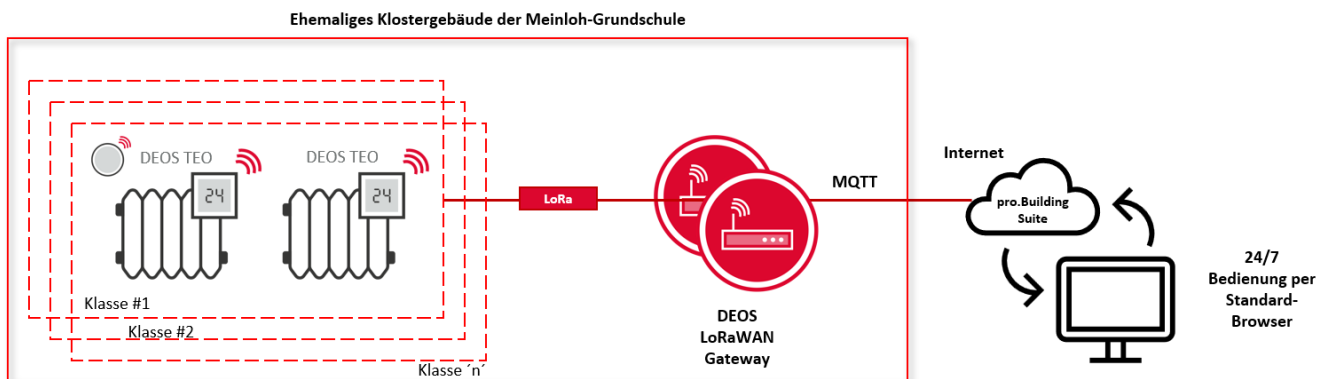 Ehemaliges Klostergebäude der Meinloh-Grundschule
DEOS TEO
DEOS TEO
24
24
Klasse #1
Klasse #2
Klasse ´n´
LoRa
DEOS
LoRaWAN
Gateway
MQTT
Internet
pro.Building
Suite
24/7
Bedienung per
Standard-
Browser